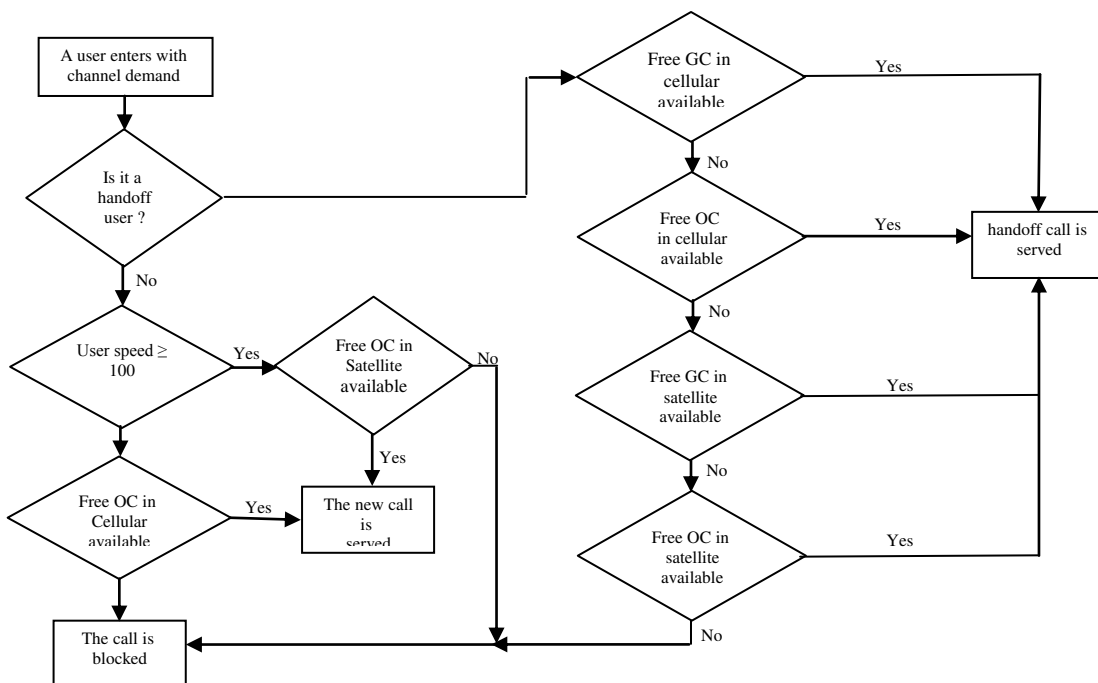 A user enters with
channel demand
Is it a
handoff
user ?
No
User speed ≥
100
Yes
Free OC in
Satellite
available
No
Yes
Free OC in
Cellular
available
Yes
The new call
is
served
The call is
blocked
Free GC in
cellular
available
Yes
No
Free OC
in cellular
available
Yes
No
handoff call is
served
Free GC in
satellite
available
Yes
No
Free OC in
satellite
available
Yes
No